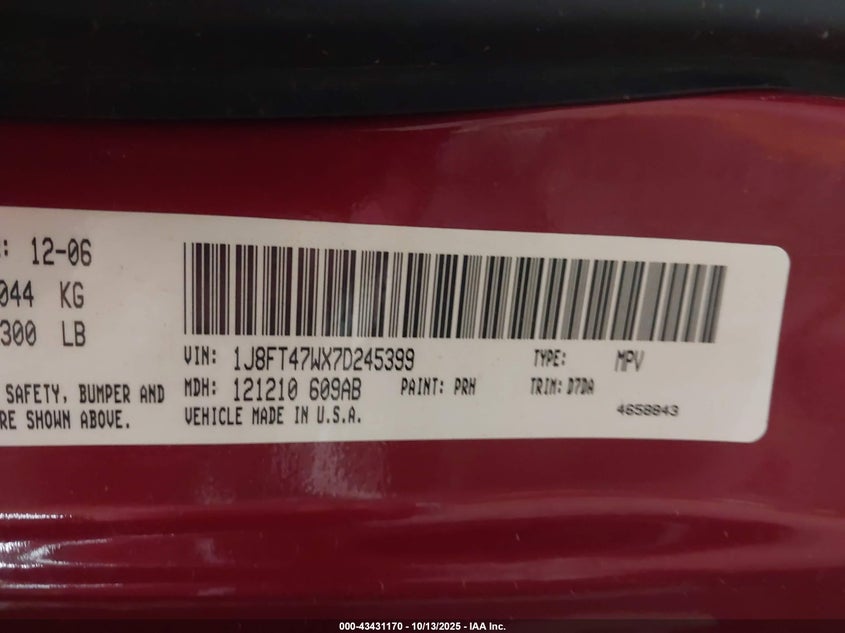 : 12-06
044 KG
300 LB
SAFETY, BUMPER AND
RE SHOWN ABOVE.
VIN: 1J8FT47WX7D245399 TYPE: MPV
MDH: 121210 609AB PAINT: PRH TRIM: D7DA
VEHICLE MADE IN U.S.A. 4658843
000-43431170 - 10/13/2025 - IAA Inc.